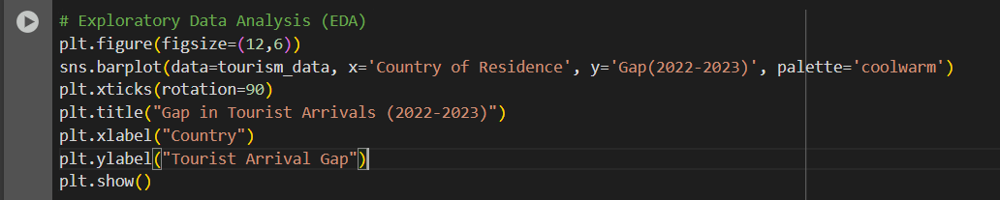 # Exploratory Data Analysis (EDA)
plt.figure(figsize=(12,6))
sns.barplot(data=tourism_data, x='Country of Residence', y='Gap(2022-2023)', palette='coolwarm')
plt.xticks(rotation=90)
plt.title("Gap in Tourist Arrivals (2022-2023)")
plt.xlabel("Country")
plt.ylabel("Tourist Arrival Gap")
plt.show()